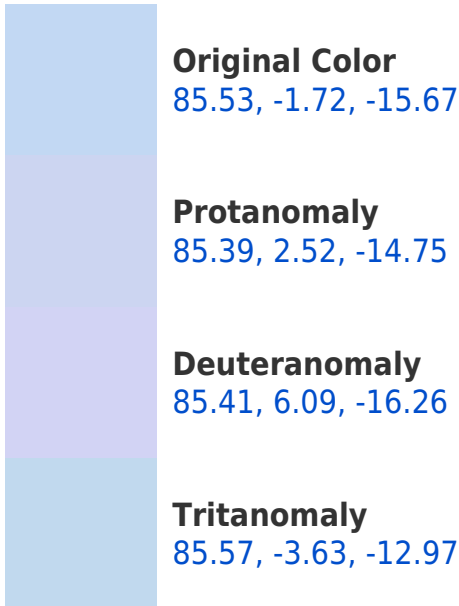 Original Color
85.53, -1.72, -15.67
Protanomaly
85.39, 2.52, -14.75
Deuteranomaly
85.41, 6.09, -16.26
Tritanomaly
85.57, -3.63, -12.97